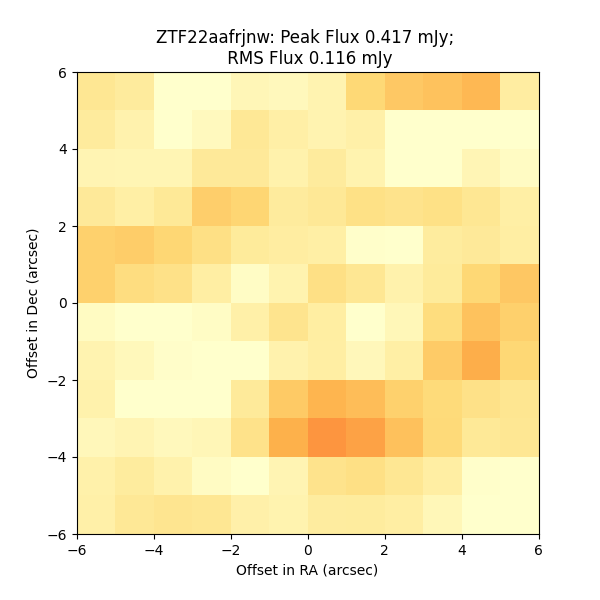 ZTF22aafrjnw: Peak Flux 0.417 mJy;
RMS Flux 0.116 mJy
6
4
2
0
−2
−4
−6
Offset in Dec (arcsec)
−6 −4 −2 0 2 4 6
Offset in RA (arcsec)